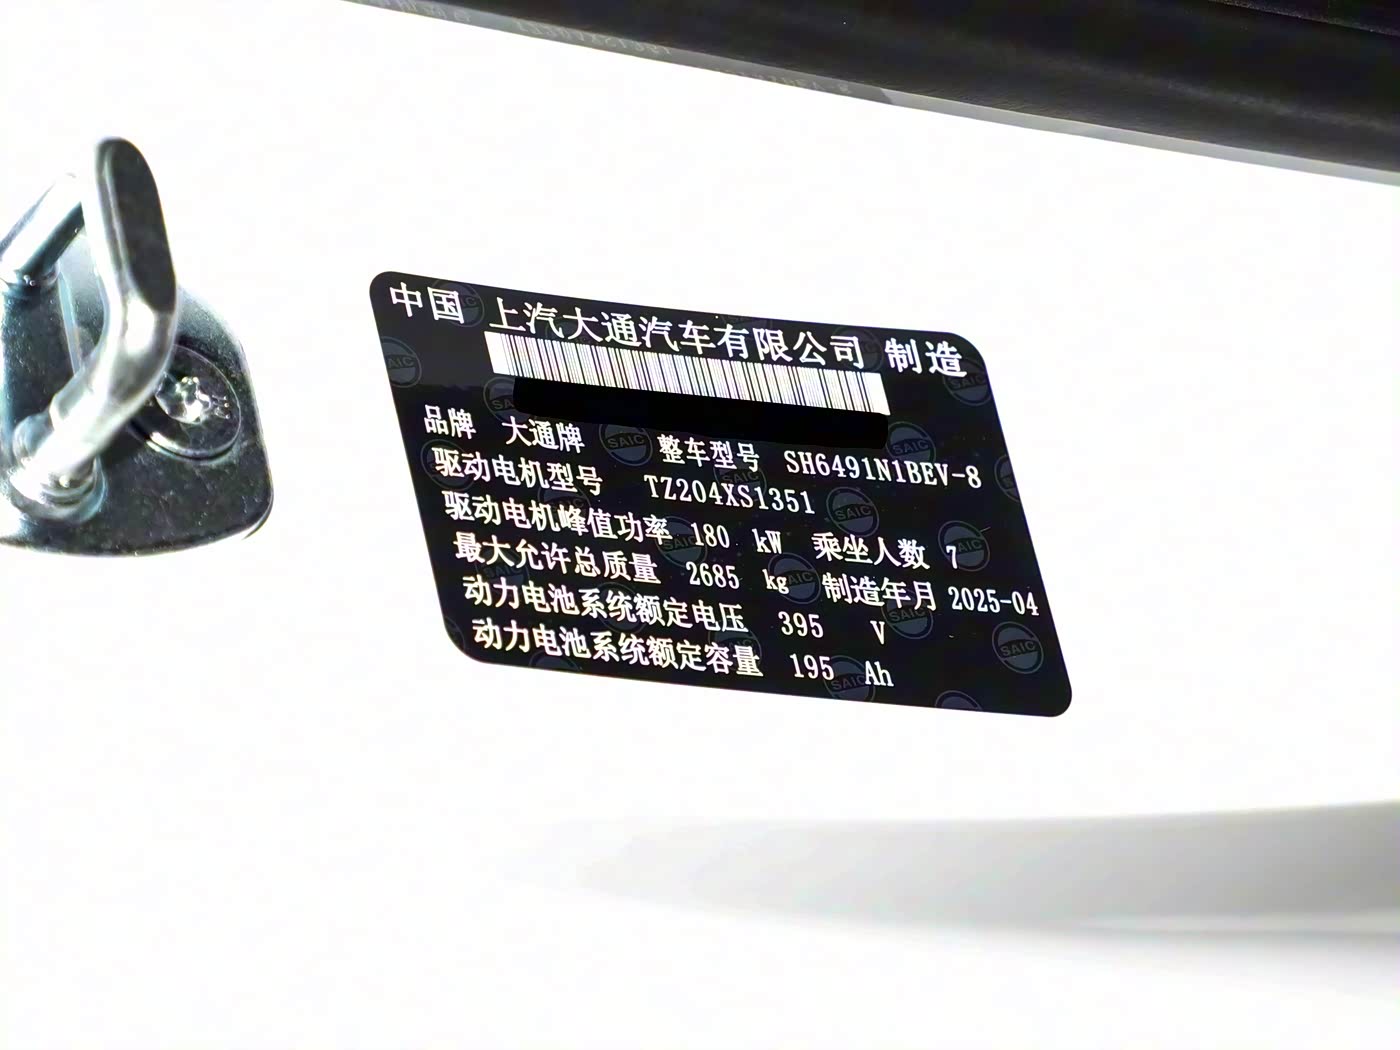 中国 上汽大通汽车有限公司 制造
品牌 大通牌 整车型号 SH6491N1BEV-8
驱动电机型号 TZ204XS1351
驱动电机峰值功率 180 kW 乘坐人数 7
最大允许总质量 2685 kg 制造年月 2025-04
动力电池系统额定电压 395 V
动力电池系统额定容量 195 Ah
SAIC